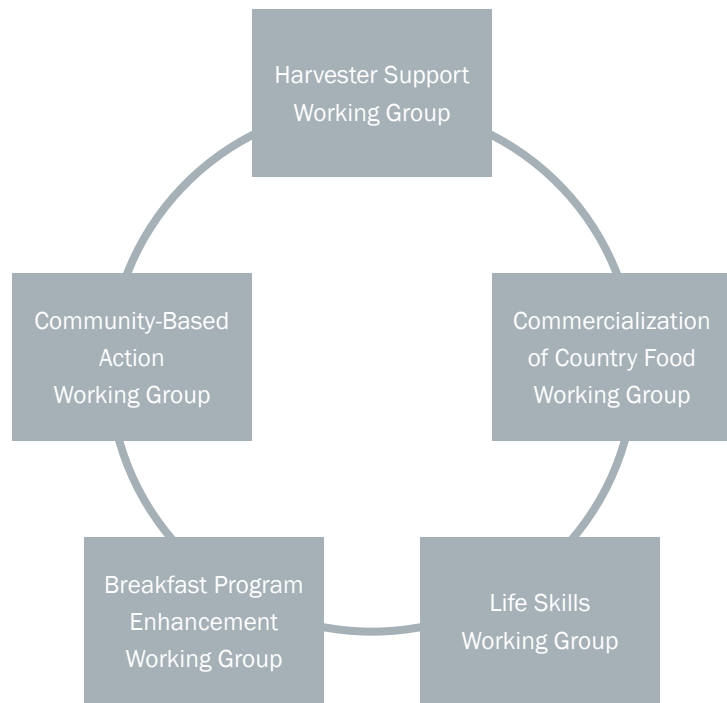 Harvester Support
Working Group
Community-Based
Action
Working Group
Commercialization
of Country Food
Working Group
Breakfast Program
Enhancement
Working Group
Life Skills
Working Group